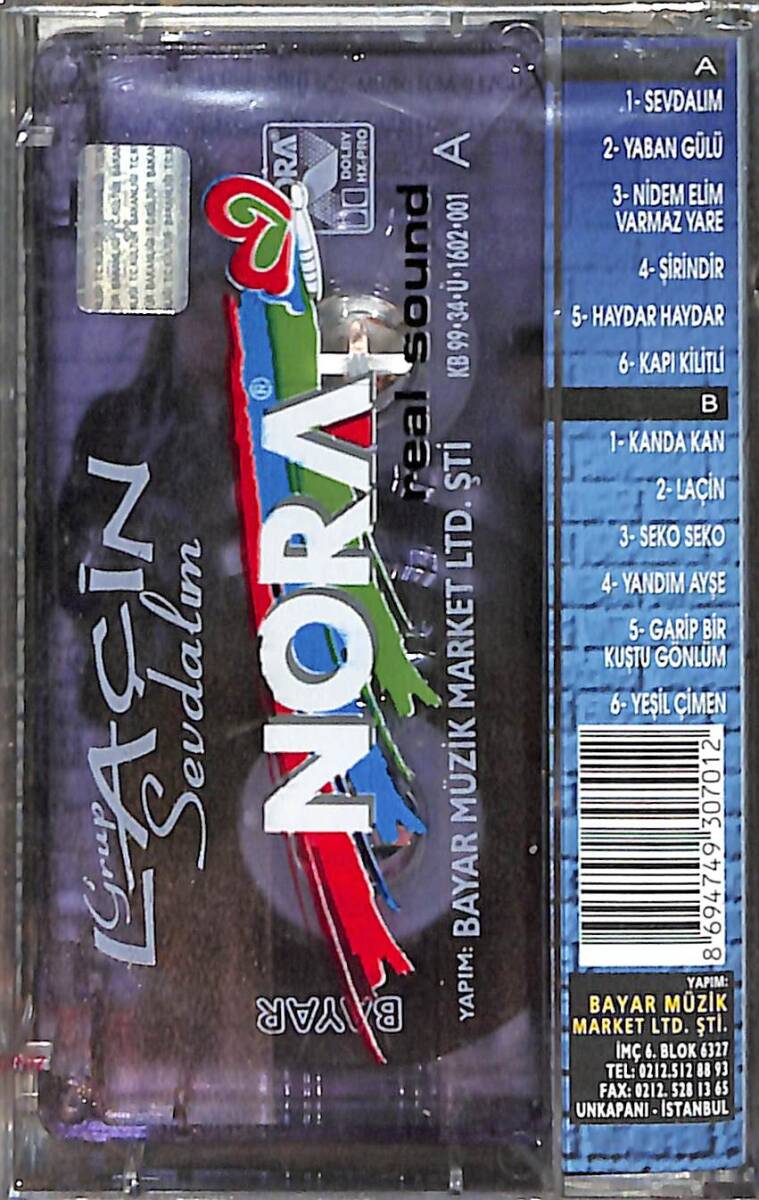 Grup
LAÇİN
Sevdalım
NORA
®
real sound
DOLBY
HX-PRO
A
KB·99·34·Ü·1602·001
YAPIM: BAYAR MÜZİK MARKET LTD. ŞTİ
BAYAR
A
1- SEVDALIM
2- YABAN GÜLÜ
3- NİDEM ELİM
VARMAZ YARE
4- ŞİRİNDİR
5- HAYDAR HAYDAR
6- KAPI KİLİTLİ
B
1- KANDA KAN
2- LAÇİN
3- SEKO SEKO
4- YANDIM AYŞE
5- GARİP BİR
KUŞTU GÖNLÜM
6- YEŞİL ÇİMEN
8 694749 307012
YAPIM:
BAYAR MÜZİK
MARKET LTD. ŞTİ.
İMÇ 6. BLOK 6327
TEL: 0212.512 88 93
FAX: 0212. 528 13 65
UNKAPANI - İSTANBUL